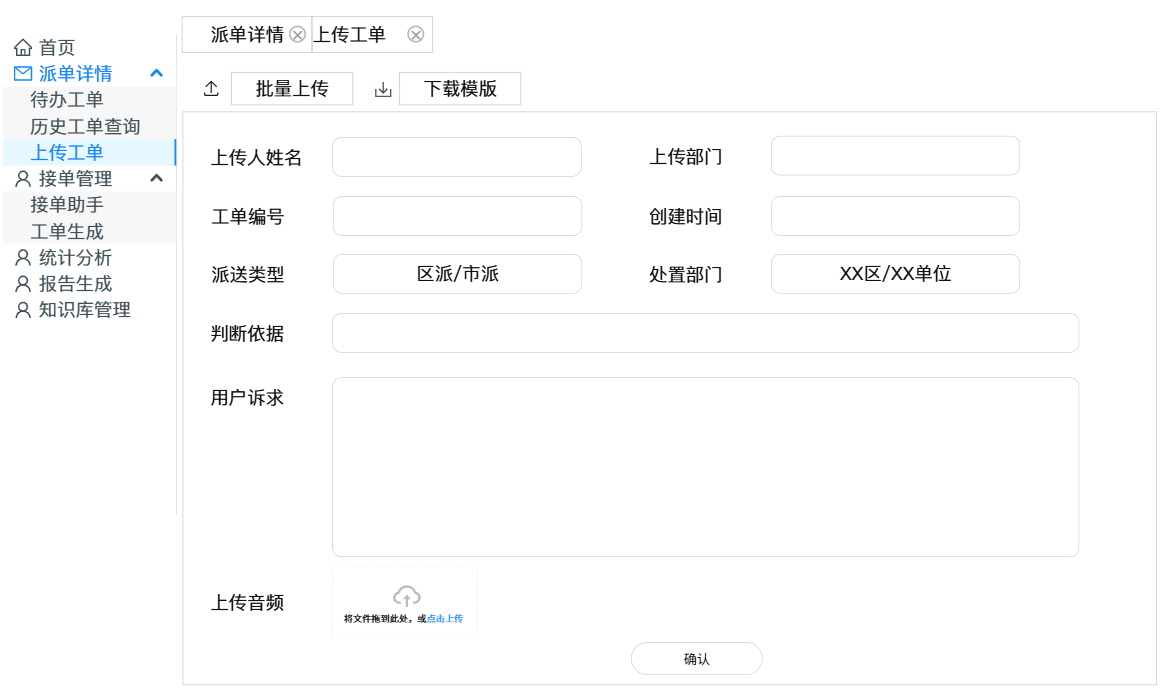 首页
派单详情
待办工单
历史工单查询
上传工单
接单管理
接单助手
工单生成
统计分析
报告生成
知识库管理
派单详情 上传工单
批量上传 下载模版
上传人姓名 上传部门
工单编号 创建时间
派送类型 区派/市派 处置部门 XX区/XX单位
判断依据
用户诉求
上传音频
将文件拖到此处，或点击上传
确认